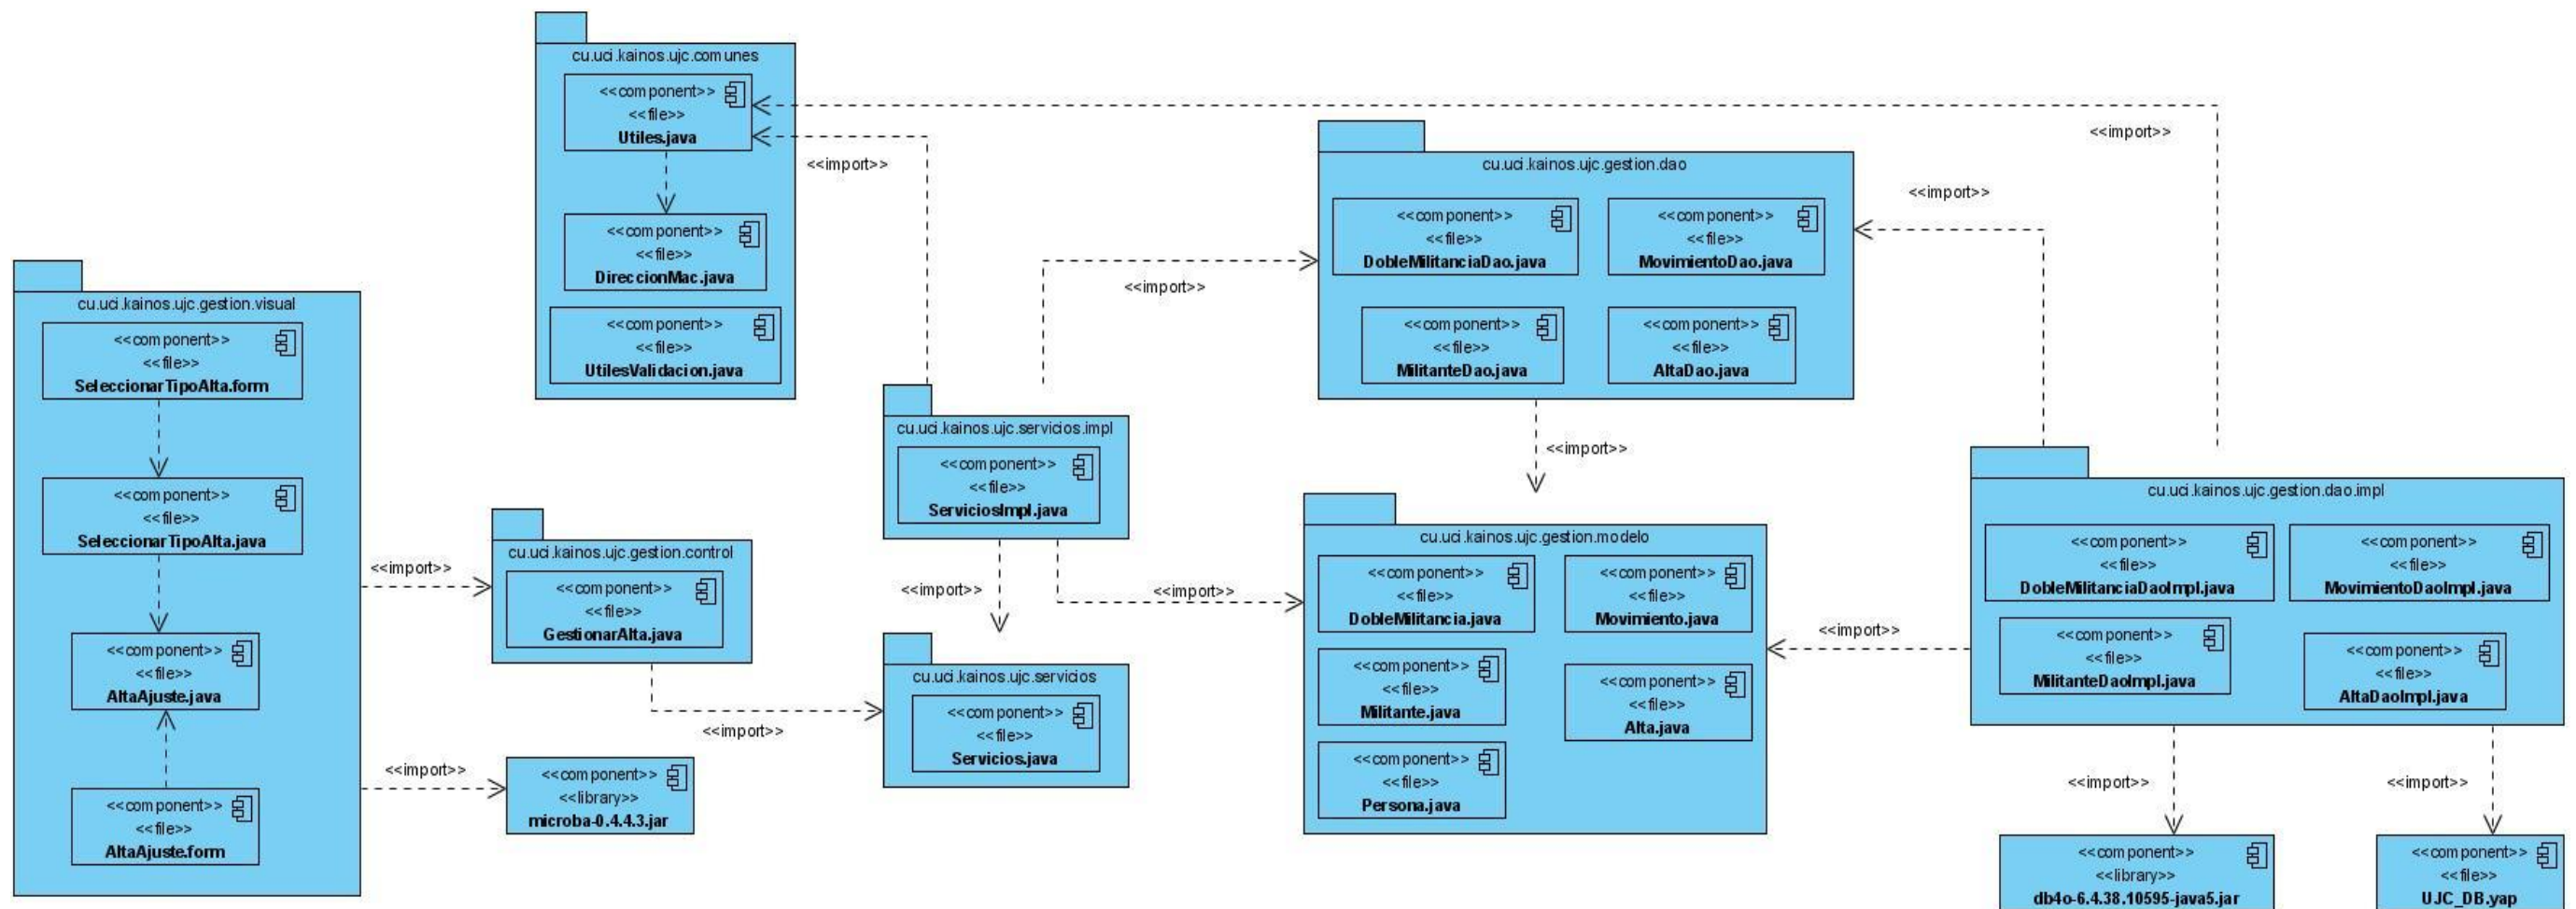 cu.uci.kainos.ujc.comunes
<<component>>
<<file>>
Utiles.java
<<component>>
<<file>>
DireccionMac.java
<<component>>
<<file>>
UtilesValidacion.java
<<import>>
<<import>>
cu.uci.kainos.ujc.gestion.dao
<<component>>
<<file>>
DobleMilitanciaDao.java
<<component>>
<<file>>
MovimientoDao.java
<<component>>
<<file>>
MilitanteDao.java
<<component>>
<<file>>
AltaDao.java
<<import>>
<<import>>
<<import>>
cu.uci.kainos.ujc.gestion.visual
<<component>>
<<file>>
SeleccionarTipoAlta.form
<<component>>
<<file>>
SeleccionarTipoAlta.java
<<component>>
<<file>>
AltaAjuste.java
<<component>>
<<file>>
AltaAjuste.form
<<import>>
<<import>>
cu.uci.kainos.ujc.gestion.control
<<component>>
<<file>>
GestionarAlta.java
<<import>>
<<component>>
<<library>>
microba-0.4.4.3.jar
cu.uci.kainos.ujc.servicios.impl
<<component>>
<<file>>
ServiciosImpl.java
<<import>>
<<import>>
cu.uci.kainos.ujc.servicios
<<component>>
<<file>>
Servicios.java
cu.uci.kainos.ujc.gestion.modelo
<<component>>
<<file>>
DobleMilitancia.java
<<component>>
<<file>>
Movimiento.java
<<component>>
<<file>>
Militante.java
<<component>>
<<file>>
Alta.java
<<component>>
<<file>>
Persona.java
<<import>>
cu.uci.kainos.ujc.gestion.dao.impl
<<component>>
<<file>>
DobleMilitanciaDaoImpl.java
<<component>>
<<file>>
MovimientoDaoImpl.java
<<component>>
<<file>>
MilitanteDaoImpl.java
<<component>>
<<file>>
AltaDaoImpl.java
<<import>>
<<import>>
<<component>>
<<library>>
db4o-6.4.38.10595-java5.jar
<<component>>
<<file>>
UJC_DB.yap